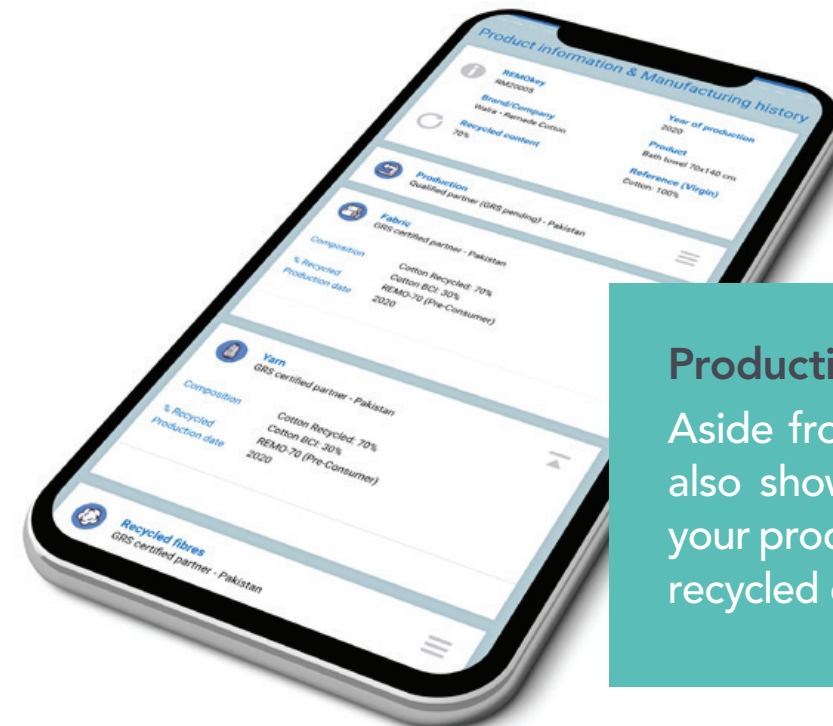 Product information & Manufacturing history
REMOkey
RM20005
Brand/Company
Walra - Remade Cotton
Recycled content
70%
Year of production
2020
Product
Bath towel 70x140 cm
Reference (Virgin)
Cotton: 100%
Production
Qualified partner (GRS pending) - Pakistan
Fabric
GRS certified partner - Pakistan
Composition
Cotton Recycled: 70%
Cotton BCI: 30%
% Recycled
REMO-70 (Pre-Consumer)
Production date
2020
Yarn
GRS certified partner - Pakistan
Composition
Cotton Recycled: 70%
Cotton BCI: 30%
% Recycled
REMO-70 (Pre-Consumer)
Production date
2020
Recycled fibres
GRS certified partner - Pakistan
Producti
Aside fro
also show
your prod
recycled